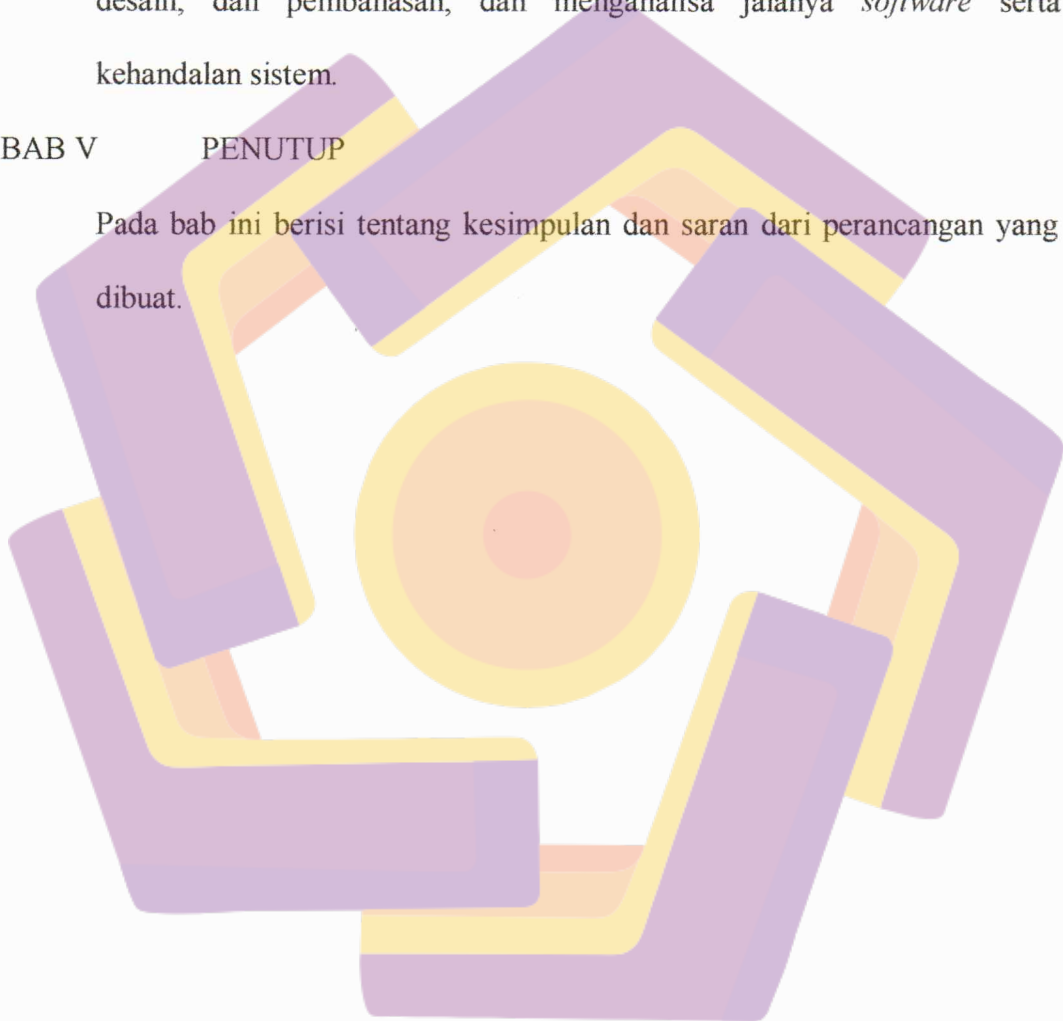 desain, dan pembahasan, dan menganalisa jalanya software serta
kehandalan sistem.
BAB V PENUTUP
Pada bab ini berisi tentang kesimpulan dan saran dari perancangan yang
dibuat.